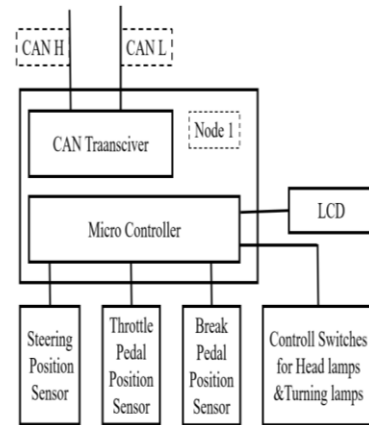 CAN H
CAN L
Node 1
CAN Traansciver
Micro Controller
LCD
Steering
Position
Sensor
Throttle
Pedal
Position
Sensor
Break
Pedal
Position
Sensor
Controll Switches
for Head lamps
&Turning lamps